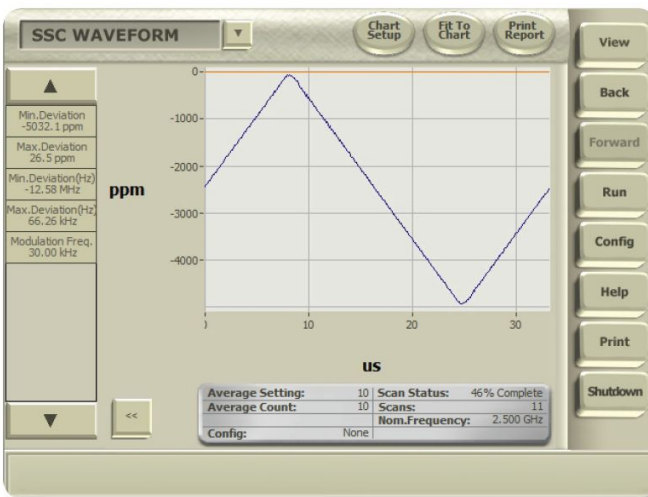 SSC WAVEFORM
Chart Setup
Fit To Chart
Print Report
View
Back
Forward
Run
Config
Help
Print
Shutdown
Min.Deviation
-5032.1 ppm
Max.Deviation
26.5 ppm
Min.Deviation(Hz)
-12.58 MHz
Max.Deviation(Hz)
66.26 kHz
Modulation Freq.
30.00 kHz
<<
ppm
0
-1000
-2000
-3000
-4000
10
20
30
us
Average Setting: 10 Scan Status: 46% Complete
Average Count: 10 Scans: 11
Nom.Frequency: 2.500 GHz
Config: None